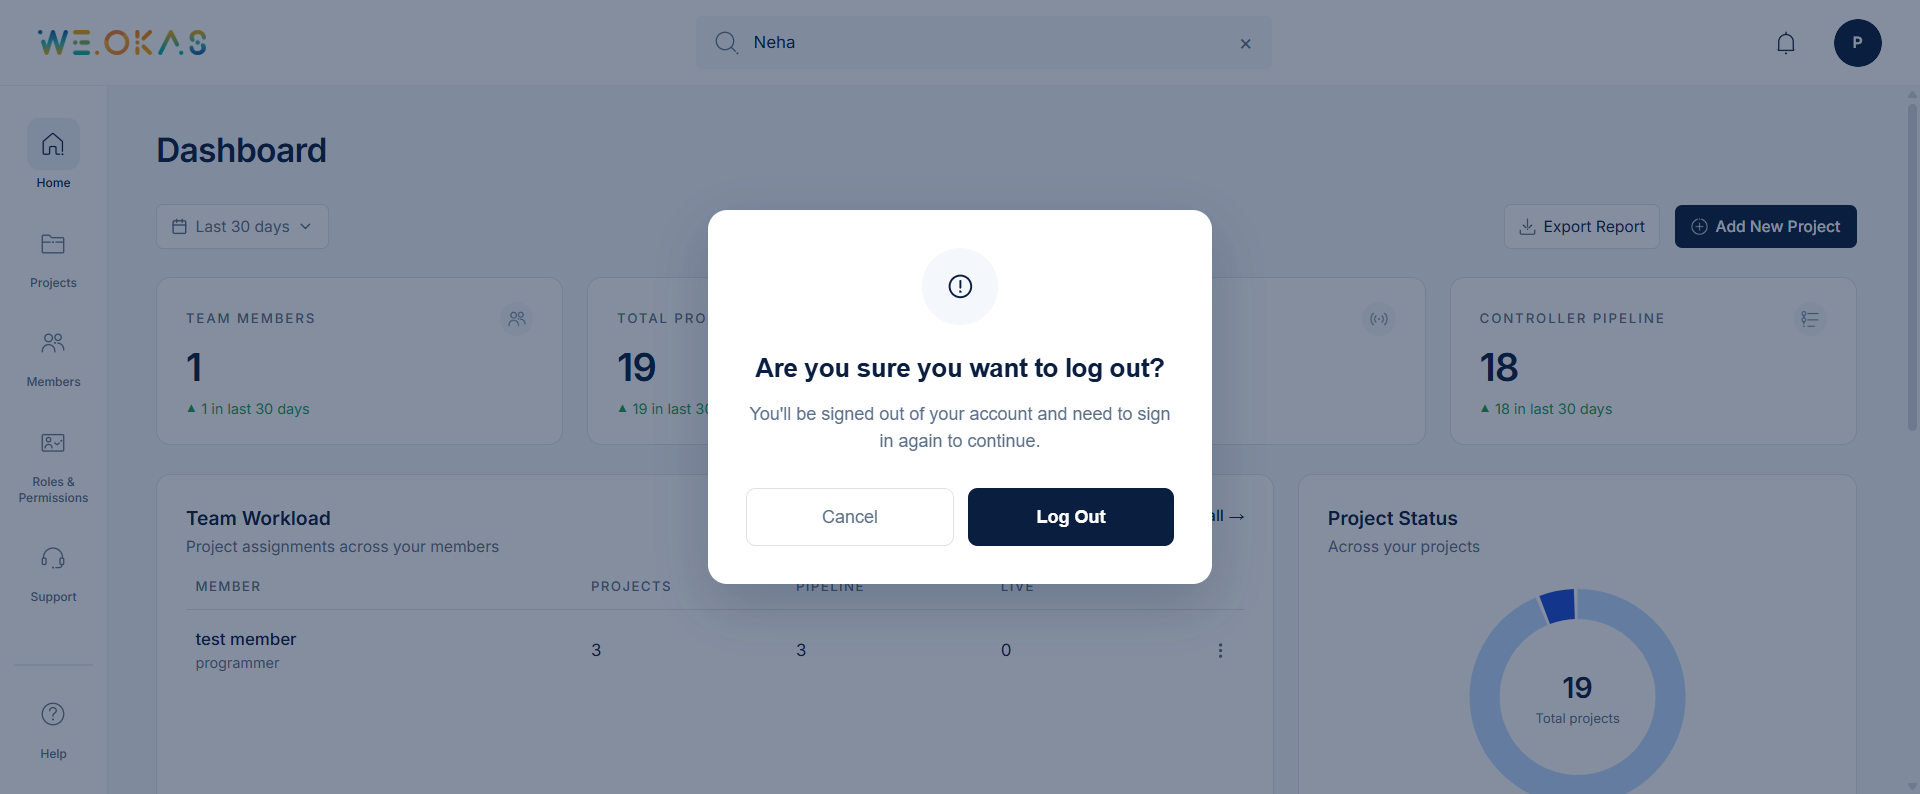 WE.OKAS
Neha
P
Home
Projects
Members
Roles &
Permissions
Support
Help
Dashboard
Last 30 days
Export Report
Add New Project
TEAM MEMBERS
1
1 in last 30 days
TOTAL PRO
19
19 in last 30
CONTROLLER PIPELINE
18
18 in last 30 days
Are you sure you want to log out?
You'll be signed out of your account and need to sign
in again to continue.
Cancel
Log Out
Team Workload
all →
Project assignments across your members
MEMBER PROJECTS PIPELINE LIVE
test member
programmer
3 3 0
Project Status
Across your projects
19
Total projects